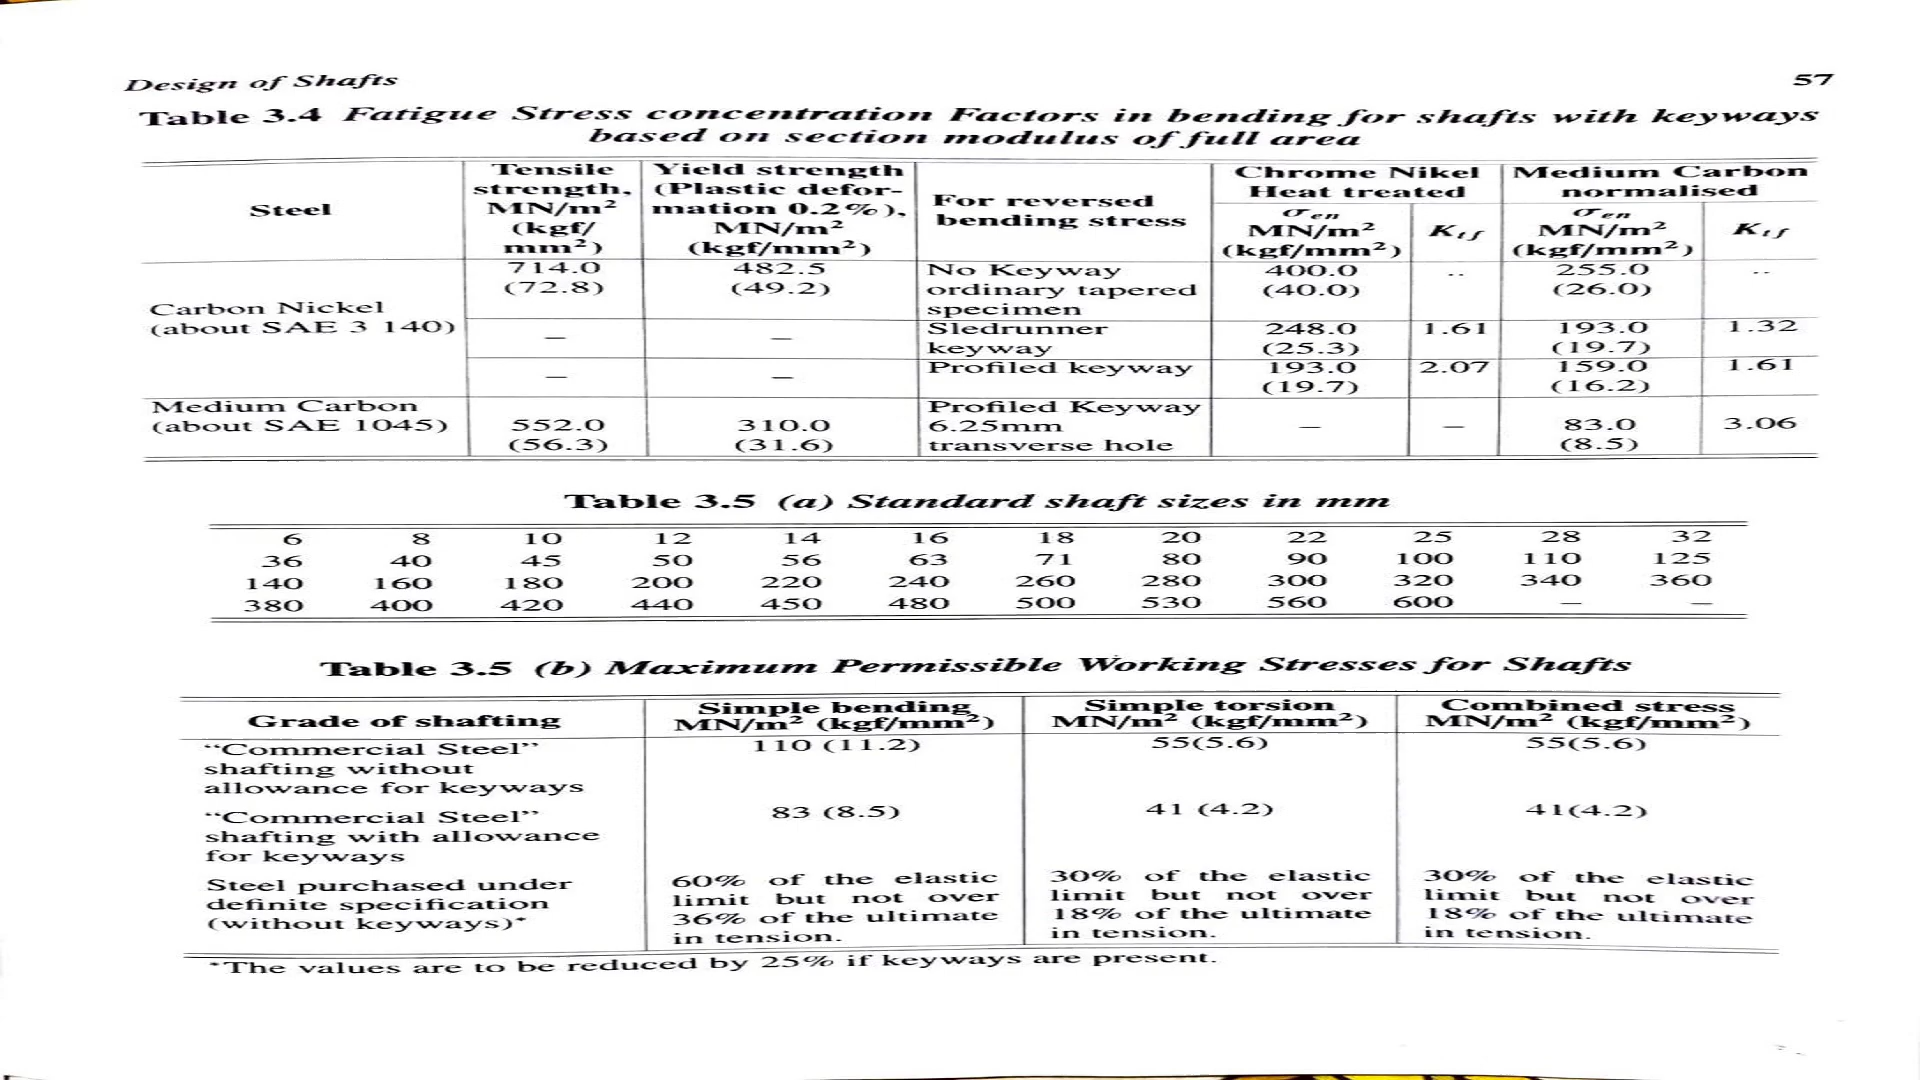 Design of Shafts 57
Table 3.4 Fatigue Stress concentration Factors in bending for shafts with keyways
based on section modulus of full area
Steel | Tensile strength, MN/m² (kgf/mm²) | Yield strength (Plastic deformation 0.2%), MN/m² (kgf/mm²) | For reversed bending stress | Chrome Nikel Heat treated | Medium Carbon normalised
σen MN/m² (kgf/mm²) | Ktf | σen MN/m² (kgf/mm²) | Ktf
Carbon Nickel (about SAE 3 140) | 714.0 (72.8) | 482.5 (49.2) | No Keyway ordinary tapered specimen | 400.0 (40.0) | .. | 255.0 (26.0) | ..
– | – | Sledrunner keyway | 248.0 (25.3) | 1.61 | 193.0 (19.7) | 1.32
– | – | Profiled keyway | 193.0 (19.7) | 2.07 | 159.0 (16.2) | 1.61
Medium Carbon (about SAE 1045) | 552.0 (56.3) | 310.0 (31.6) | Profiled Keyway 6.25mm transverse hole | – | – | 83.0 (8.5) | 3.06
Table 3.5 (a) Standard shaft sizes in mm
6 8 10 12 14 16 18 20 22 25 28 32
36 40 45 50 56 63 71 80 90 100 110 125
140 160 180 200 220 240 260 280 300 320 340 360
380 400 420 440 450 480 500 530 560 600 – –
Table 3.5 (b) Maximum Permissible Working Stresses for Shafts
Grade of shafting | Simple bending MN/m² (kgf/mm²) | Simple torsion MN/m² (kgf/mm²) | Combined stress MN/m² (kgf/mm²)
"Commercial Steel" shafting without allowance for keyways | 110 (11.2) | 55(5.6) | 55(5.6)
"Commercial Steel" shafting with allowance for keyways | 83 (8.5) | 41 (4.2) | 41(4.2)
Steel purchased under definite specification (without keyways)* | 60% of the elastic limit but not over 36% of the ultimate in tension. | 30% of the elastic limit but not over 18% of the ultimate in tension. | 30% of the elastic limit but not over 18% of the ultimate in tension.
*The values are to be reduced by 25% if keyways are present.